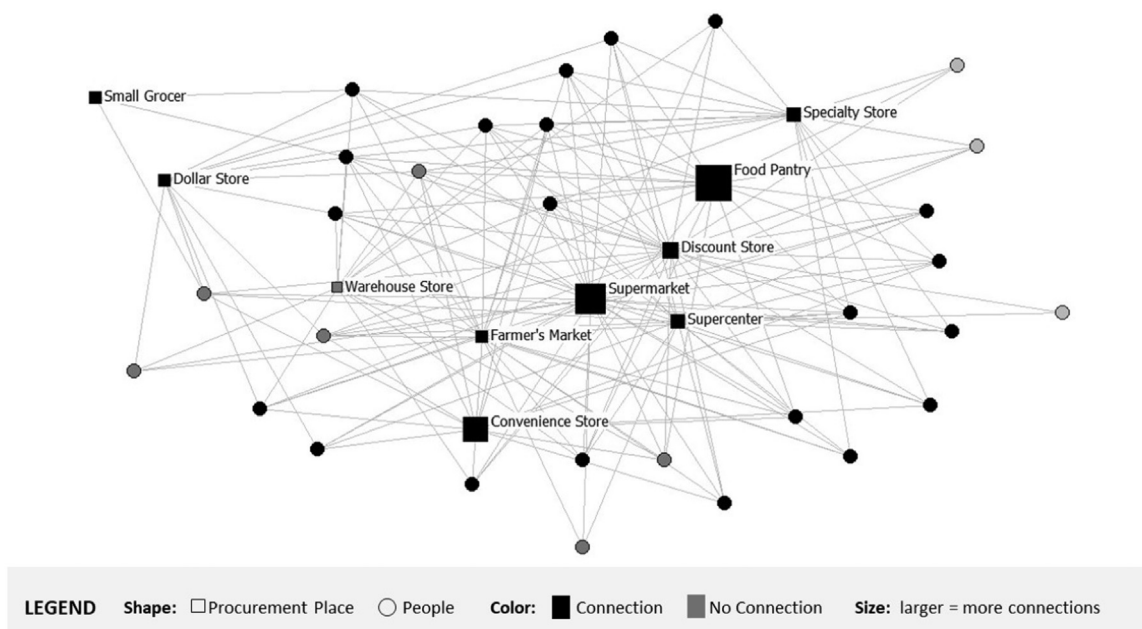 Small Grocer
Specialty Store
Food Pantry
Dollar Store
Discount Store
Warehouse Store
Supermarket
Supercenter
Farmer's Market
Convenience Store
LEGEND Shape: Procurement Place People Color: Connection No Connection Size: larger = more connections